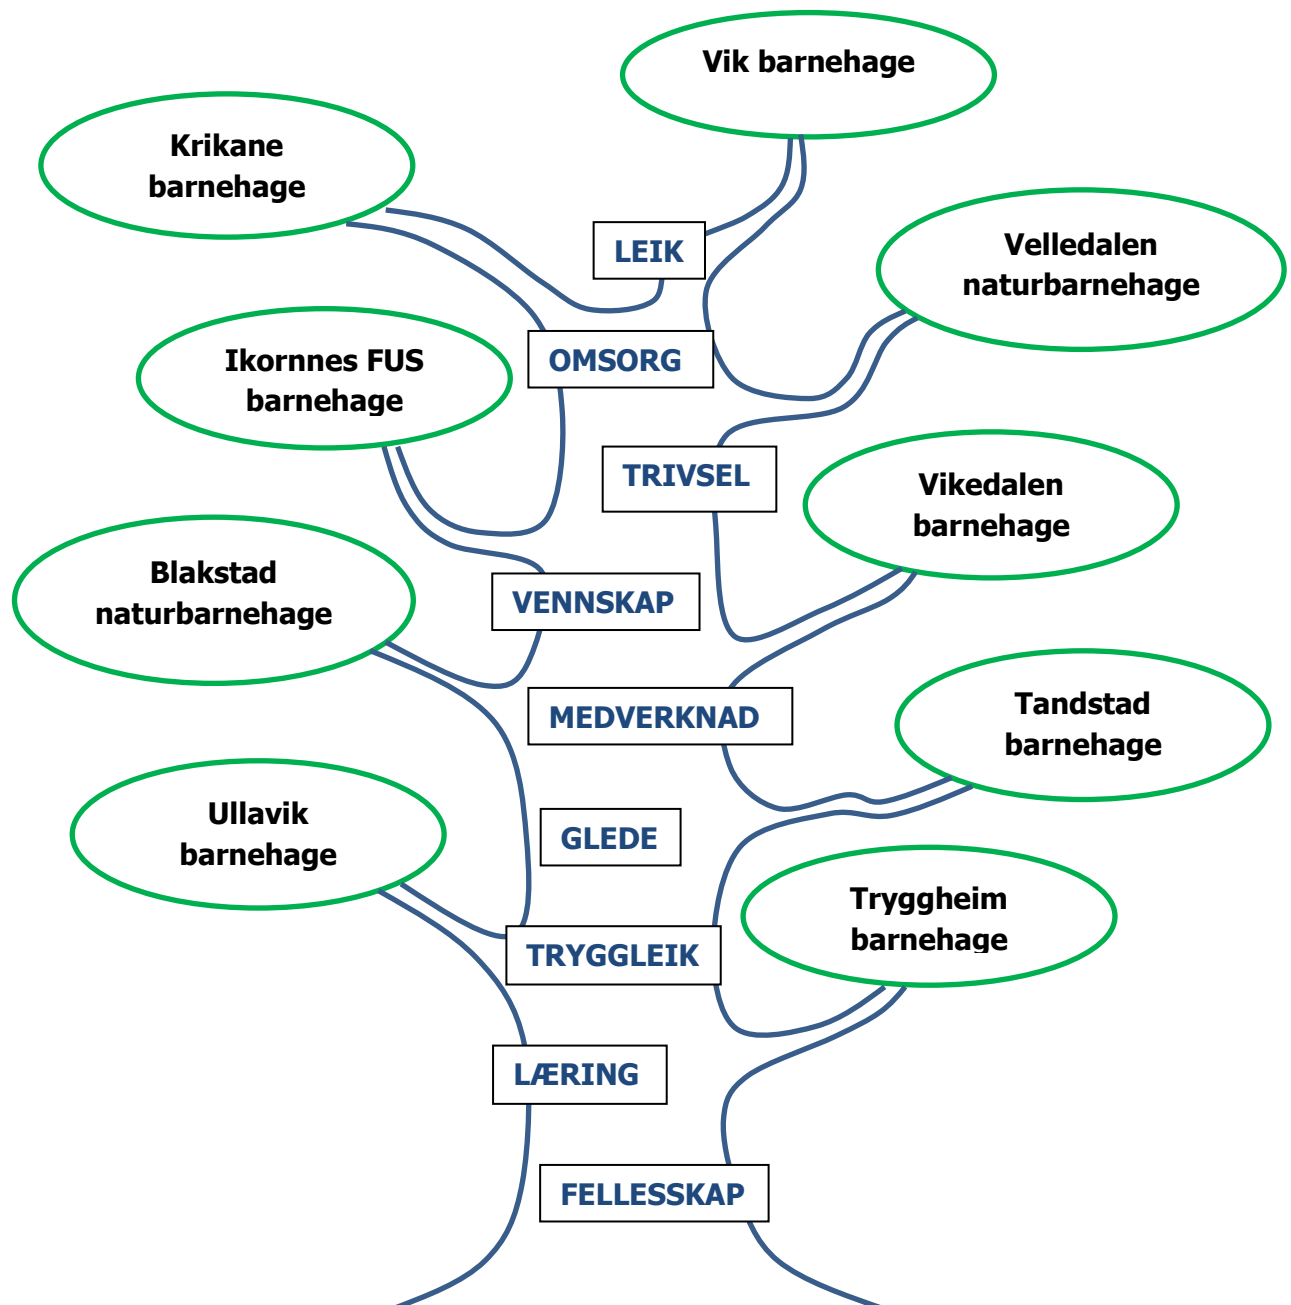 Vik barnehage
Krikane
barnehage
LEIK
Velledalen
naturbarnehage
OMSORG
Ikornnes FUS
barnehage
TRIVSEL
Vikedalen
barnehage
Blakstad
naturbarnehage
VENNSKAP
MEDVERKNAD
Tandstad
barnehage
Ullavik
barnehage
GLEDE
Tryggheim
barnehage
TRYGGLEIK
LÆRING
FELLESSKAP